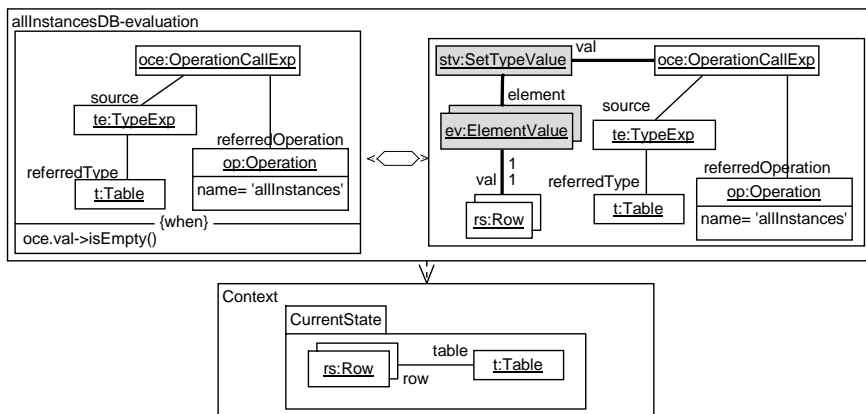 allInstancesDB-evaluation
oce:OperationCallExp
source
te:TypeExp
referredOperation
op:Operation
name= 'allInstances'
referredType
t:Table
{when}
oce.val->isEmpty()
stv:SetTypeValue
val
oce:OperationCallExp
element
source
ev:ElementValue
te:TypeExp
1
val 1
referredType
referredOperation
rs:Row
t:Table
op:Operation
name= 'allInstances'
Context
CurrentState
rs:Row
row
table
t:Table